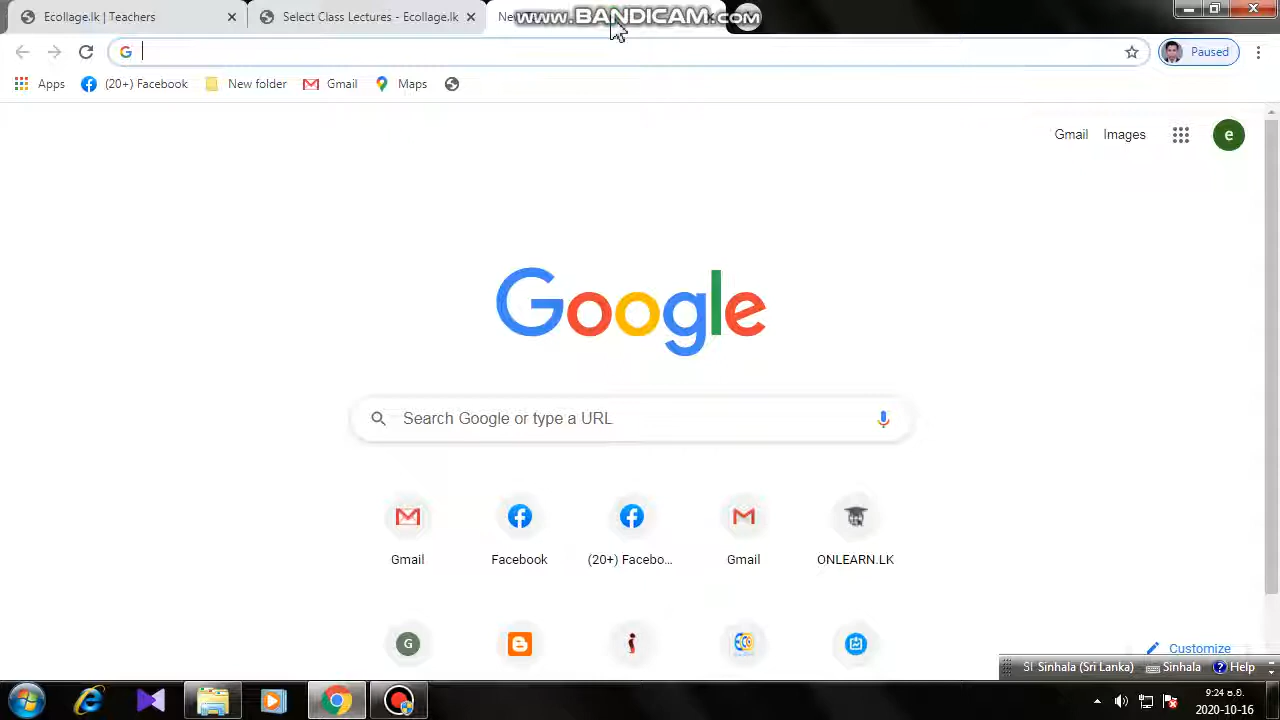 Ecollage.lk | Teachers
Select Class Lectures - Ecollage.lk
Ne
www.BANDICAM.com
Paused
Apps
(20+) Facebook
New folder
Gmail
Maps
Gmail
Images
e
Google
Search Google or type a URL
Gmail
Facebook
(20+) Facebo...
Gmail
ONLEARN.LK
G
Customize
SI Sinhala (Sri Lanka)
Sinhala
Help
9:24 ප.ව.
2020-10-16